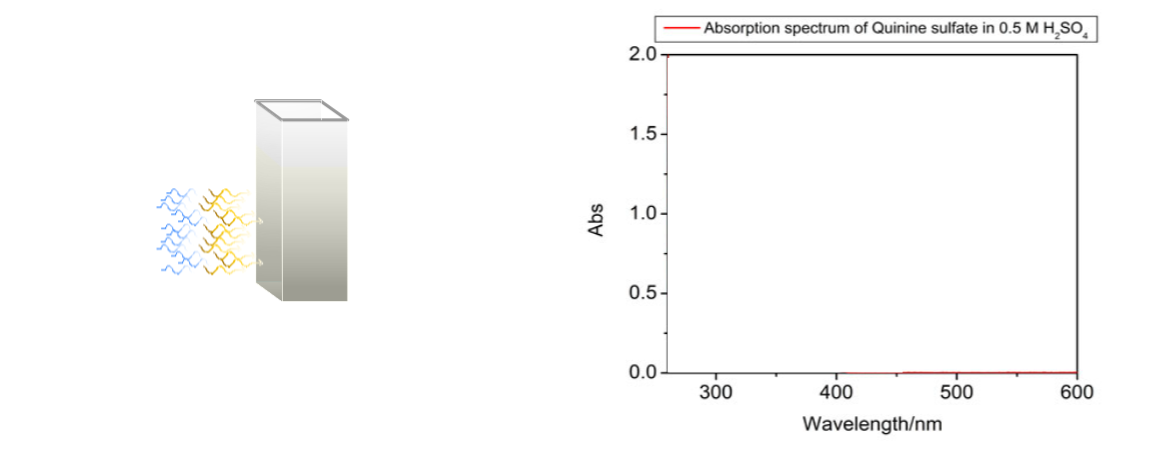 Absorption spectrum of Quinine sulfate in 0.5 M H₂SO₄
2.0
1.5
1.0
0.5
0.0
Abs
300 400 500 600
Wavelength/nm